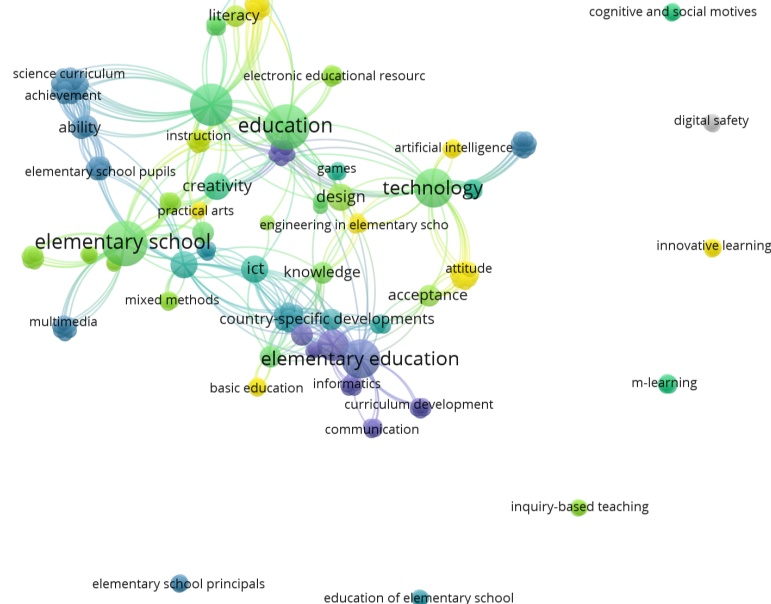 cognitive and social motives
literacy
science curriculum
electronic educational resourc
achievement
digital safety
education
ability
instruction
artificial intelligence
elementary school pupils
games
creativity
technology
design
practical arts
engineering in elementary scho
elementary school
innovative learning
ict
knowledge
attitude
acceptance
mixed methods
multimedia
country-specific developments
elementary education
basic education
informatics
m-learning
curriculum development
communication
inquiry-based teaching
elementary school principals
education of elementary school